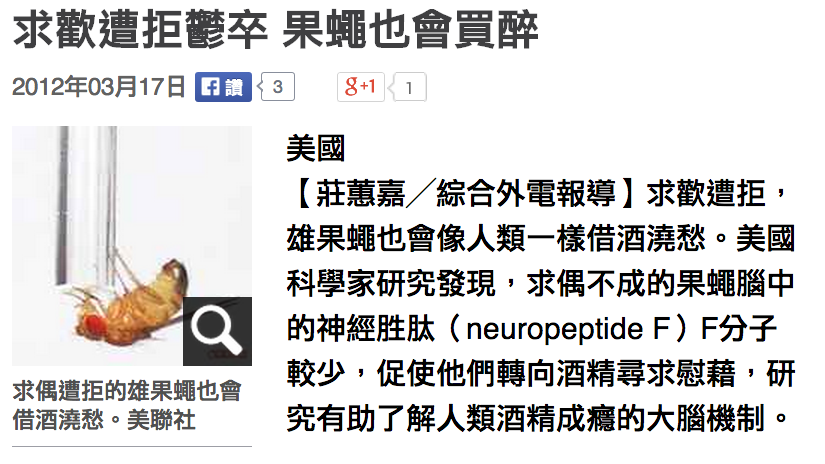 求歡遭拒鬱卒 果蠅也會買醉
2012年03月17日 讚 3 g+1 1
美國
【莊蕙嘉╱綜合外電報導】求歡遭拒，
雄果蠅也會像人類一樣借酒澆愁。美國
科學家研究發現，求偶不成的果蠅腦中
的神經胜肽（neuropeptide F）F分子
較少，促使他們轉向酒精尋求慰藉，研
究有助了解人類酒精成癮的大腦機制。
求偶遭拒的雄果蠅也會
借酒澆愁。美聯社